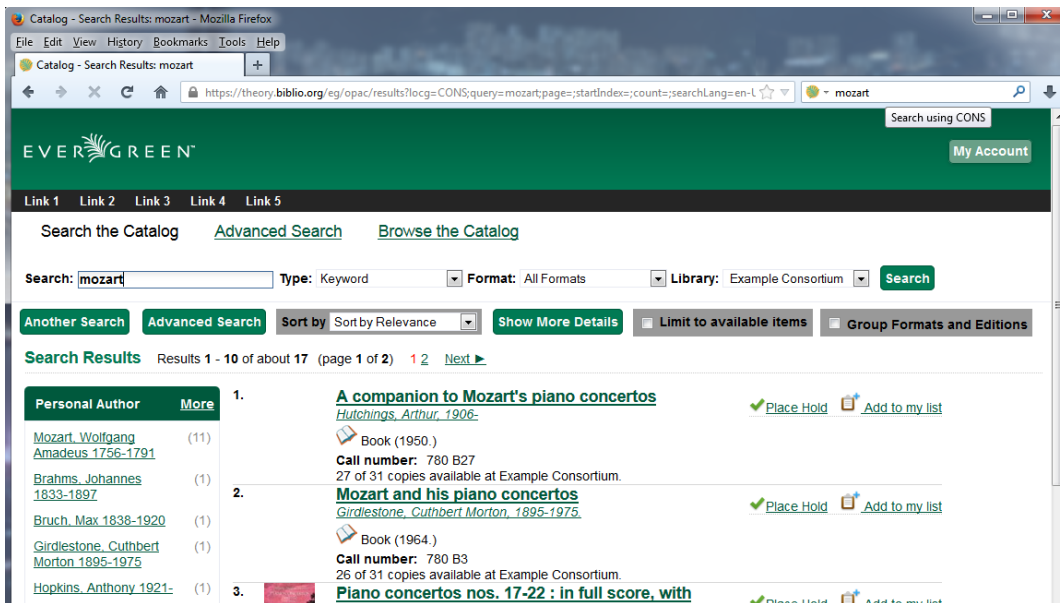 Catalog - Search Results: mozart - Mozilla Firefox
File Edit View History Bookmarks Tools Help
Catalog - Search Results: mozart +
https://theory.biblio.org/eg/opac/results?locg=CONS;query=mozart;page=;startIndex=;count=;searchLang=en-U mozart
Search using CONS
EVERGREEN
My Account
Link 1 Link 2 Link 3 Link 4 Link 5
Search the Catalog Advanced Search Browse the Catalog
Search: mozart Type: Keyword Format: All Formats Library: Example Consortium Search
Another Search Advanced Search Sort by Sort by Relevance Show More Details Limit to available items Group Formats and Editions
Search Results Results 1 - 10 of about 17 (page 1 of 2) 1 2 Next ►
Personal Author More
Mozart, Wolfgang (11)
Amadeus 1756-1791
Brahms, Johannes (1)
1833-1897
Bruch, Max 1838-1920 (1)
Girdlestone, Cuthbert (1)
Morton 1895-1975
Hopkins, Anthony 1921- (1)
1. A companion to Mozart's piano concertos
Hutchings, Arthur, 1906-
Place Hold Add to my list
Book (1950.)
Call number: 780 B27
27 of 31 copies available at Example Consortium.
2. Mozart and his piano concertos
Girdlestone, Cuthbert Morton, 1895-1975.
Place Hold Add to my list
Book (1964.)
Call number: 780 B3
26 of 31 copies available at Example Consortium.
3. Piano concertos nos. 17-22 : in full score, with
Place Hold Add to my list